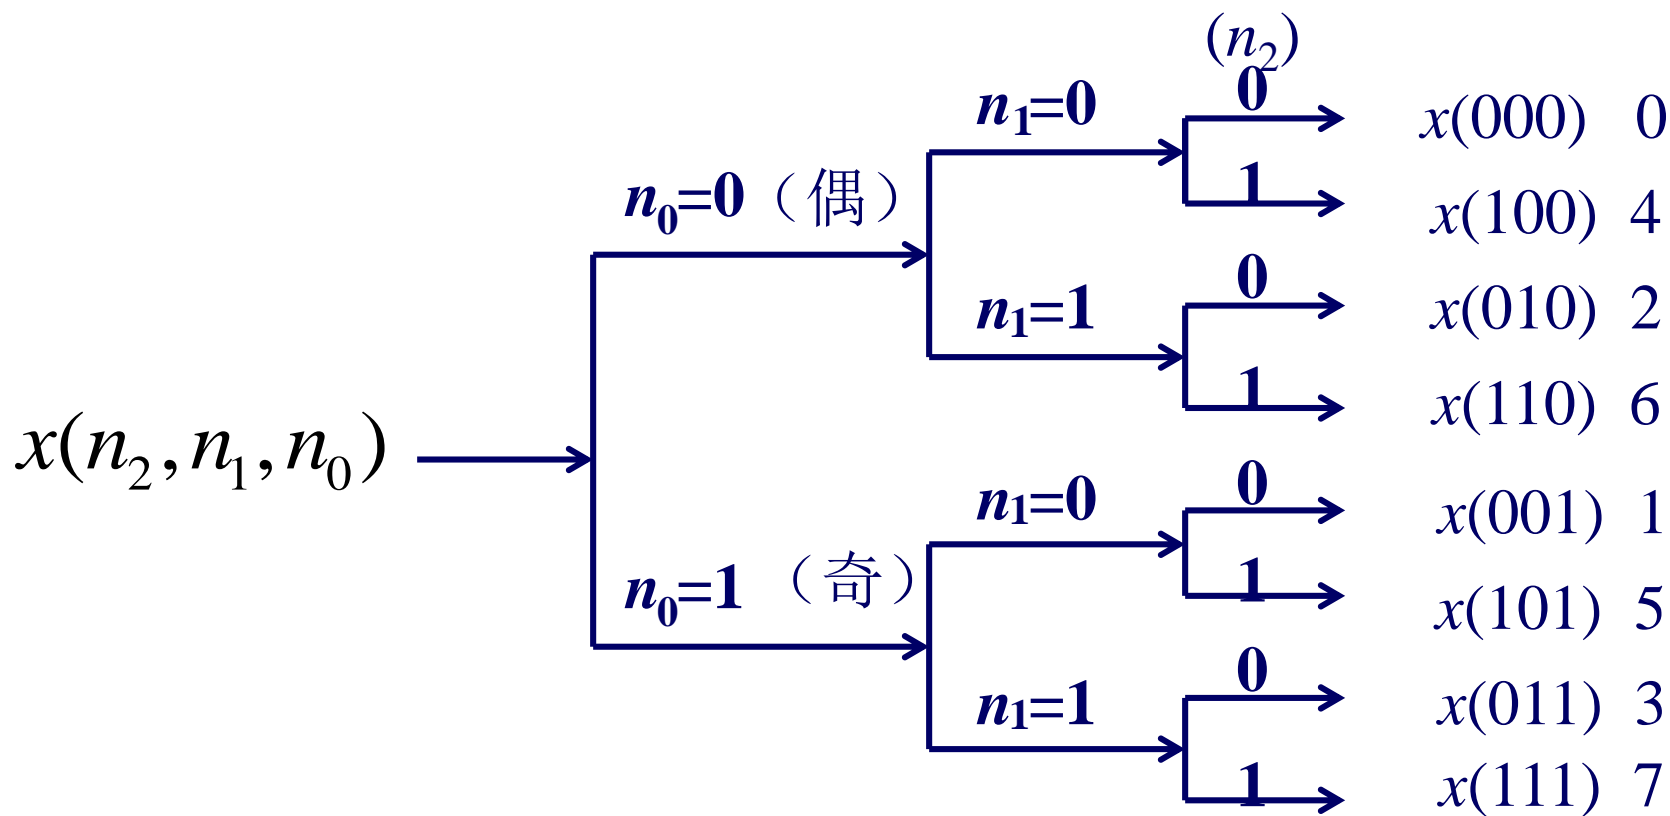 (n₂)
n₁=0
0
x(000) 0
1
n₀=0（偶）
x(100) 4
0
n₁=1
x(010) 2
1
x(110) 6
x(n₂,n₁,n₀)
0
n₁=0
x(001) 1
1
n₀=1（奇）
x(101) 5
0
n₁=1
x(011) 3
1
x(111) 7